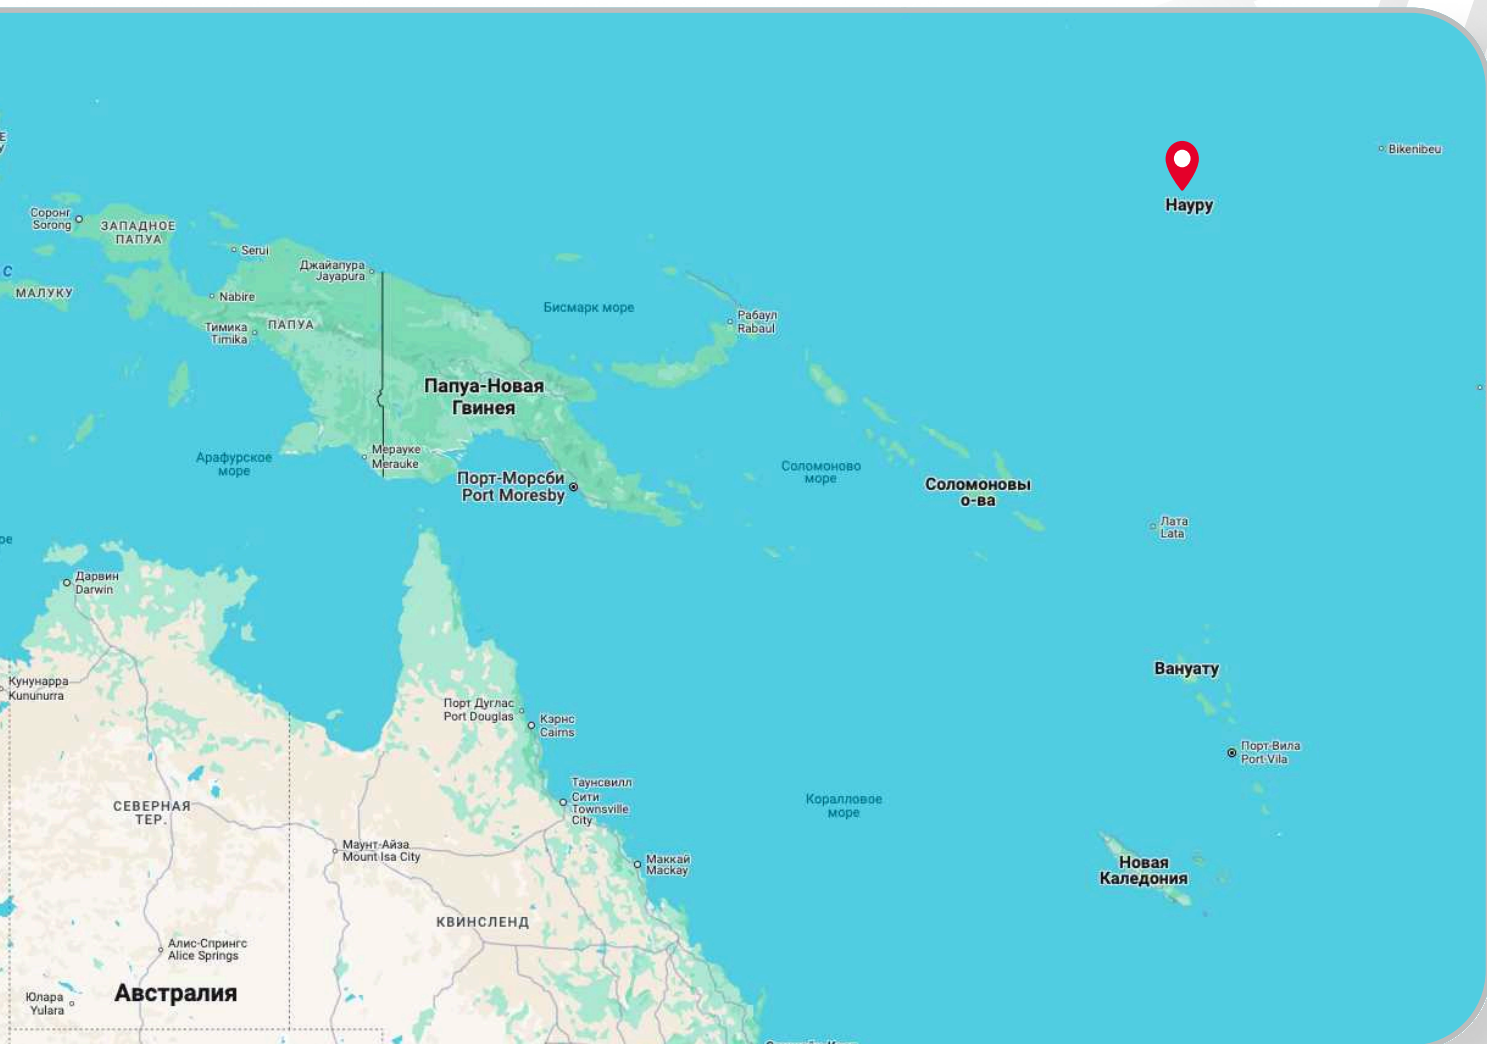 Bikenibeu
Науру
Соронг
Sorong
ЗАПАДНОЕ
ПАПУА
Serui
Джайапура
Jayapura
С
МАЛУКУ
Nabire
Бисмарк море
Рабаул
Rabaul
Тимика
Timika
ПАПУА
Папуа-Новая
Гвинея
Мерауке
Merauke
Арафурское
море
Порт-Морсби
Port Moresby
Соломоново
море
Соломоновы
о-ва
Лата
Lata
Дарвин
Darwin
Вануату
Кунунарра
Kununurra
Порт Дуглас
Port Douglas
Кэрнс
Cairns
Порт-Вила
Port-Vila
Таунсвилл
Сити
Townsville
City
СЕВЕРНАЯ
ТЕР.
Коралловое
море
Маунт-Айза
Mount Isa City
Маккай
Mackay
Новая
Каледония
КВИНСЛЕНД
Алис-Спрингс
Alice Springs
Австралия
Юлара
Yulara